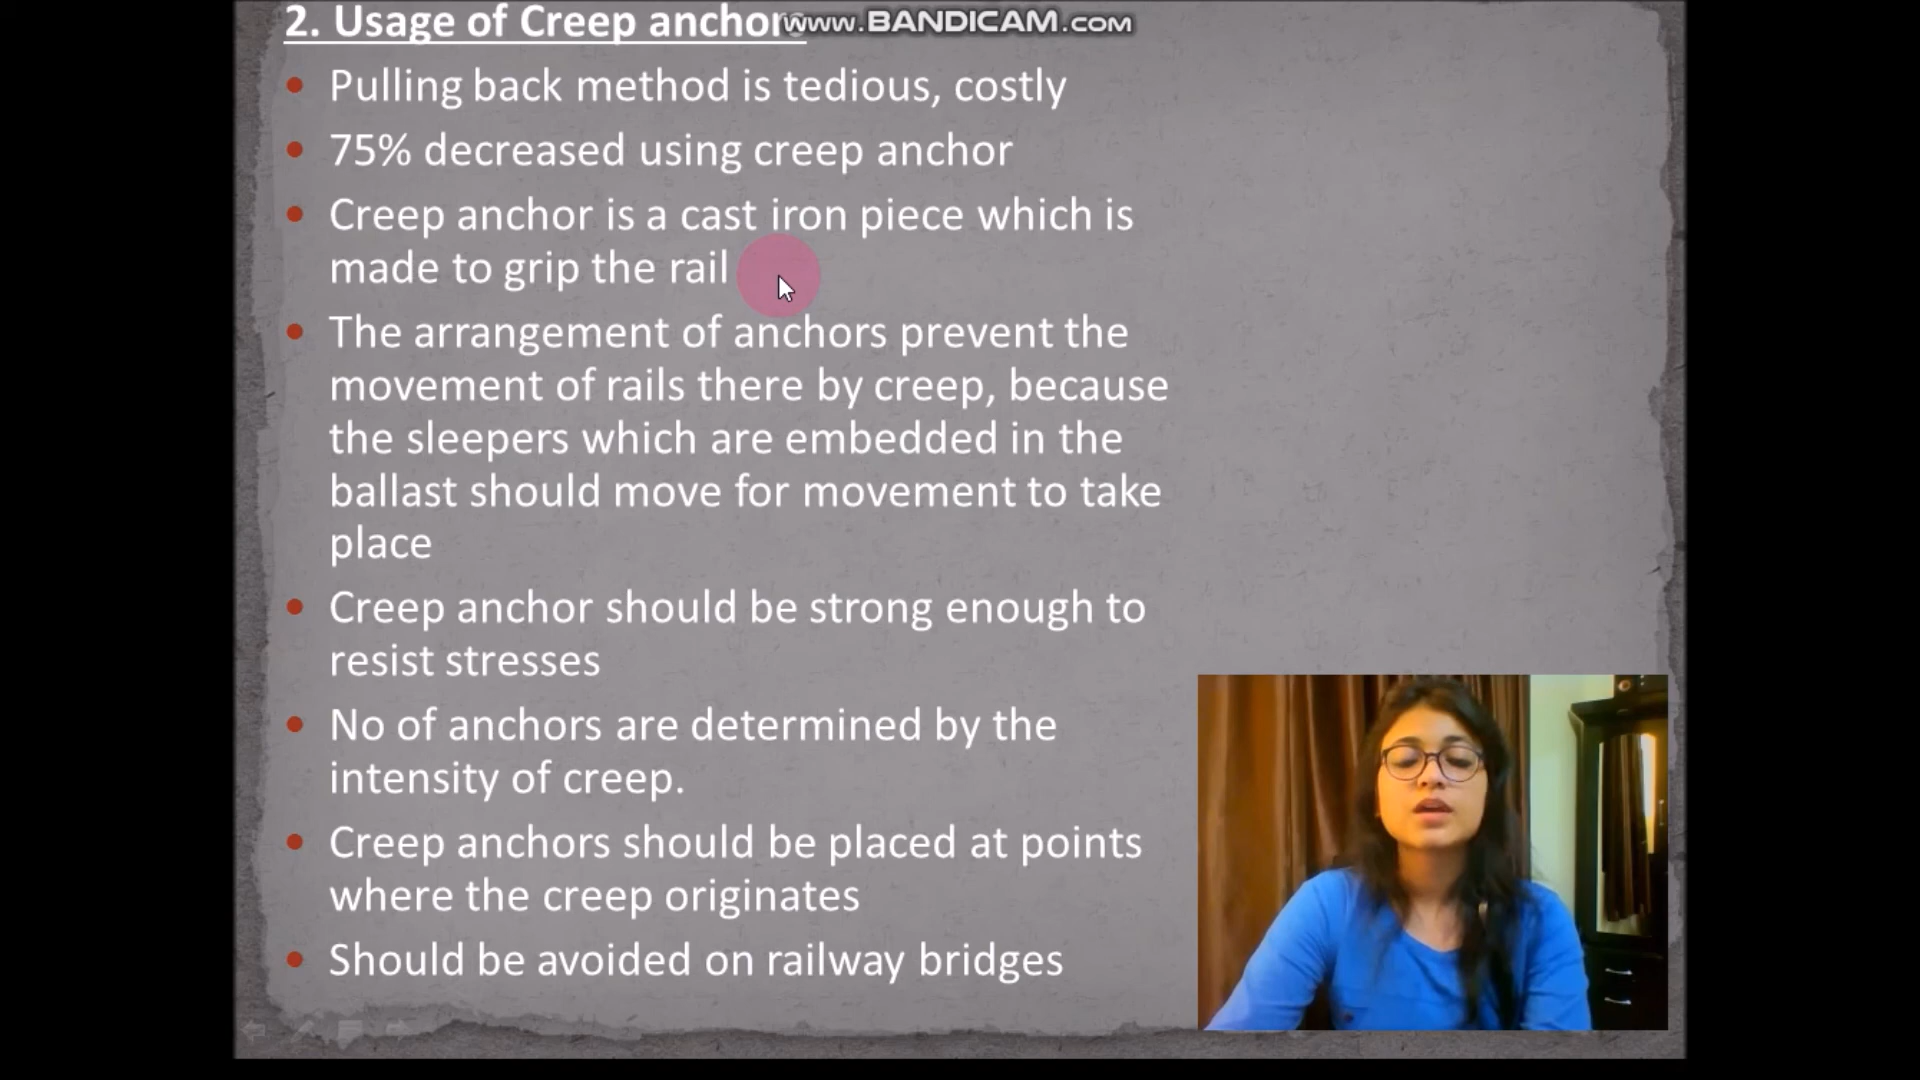 2. Usage of Creep anchors
www.BANDICAM.com
Pulling back method is tedious, costly
75% decreased using creep anchor
Creep anchor is a cast iron piece which is
made to grip the rail
The arrangement of anchors prevent the
movement of rails there by creep, because
the sleepers which are embedded in the
ballast should move for movement to take
place
Creep anchor should be strong enough to
resist stresses
No of anchors are determined by the
intensity of creep.
Creep anchors should be placed at points
where the creep originates
Should be avoided on railway bridges